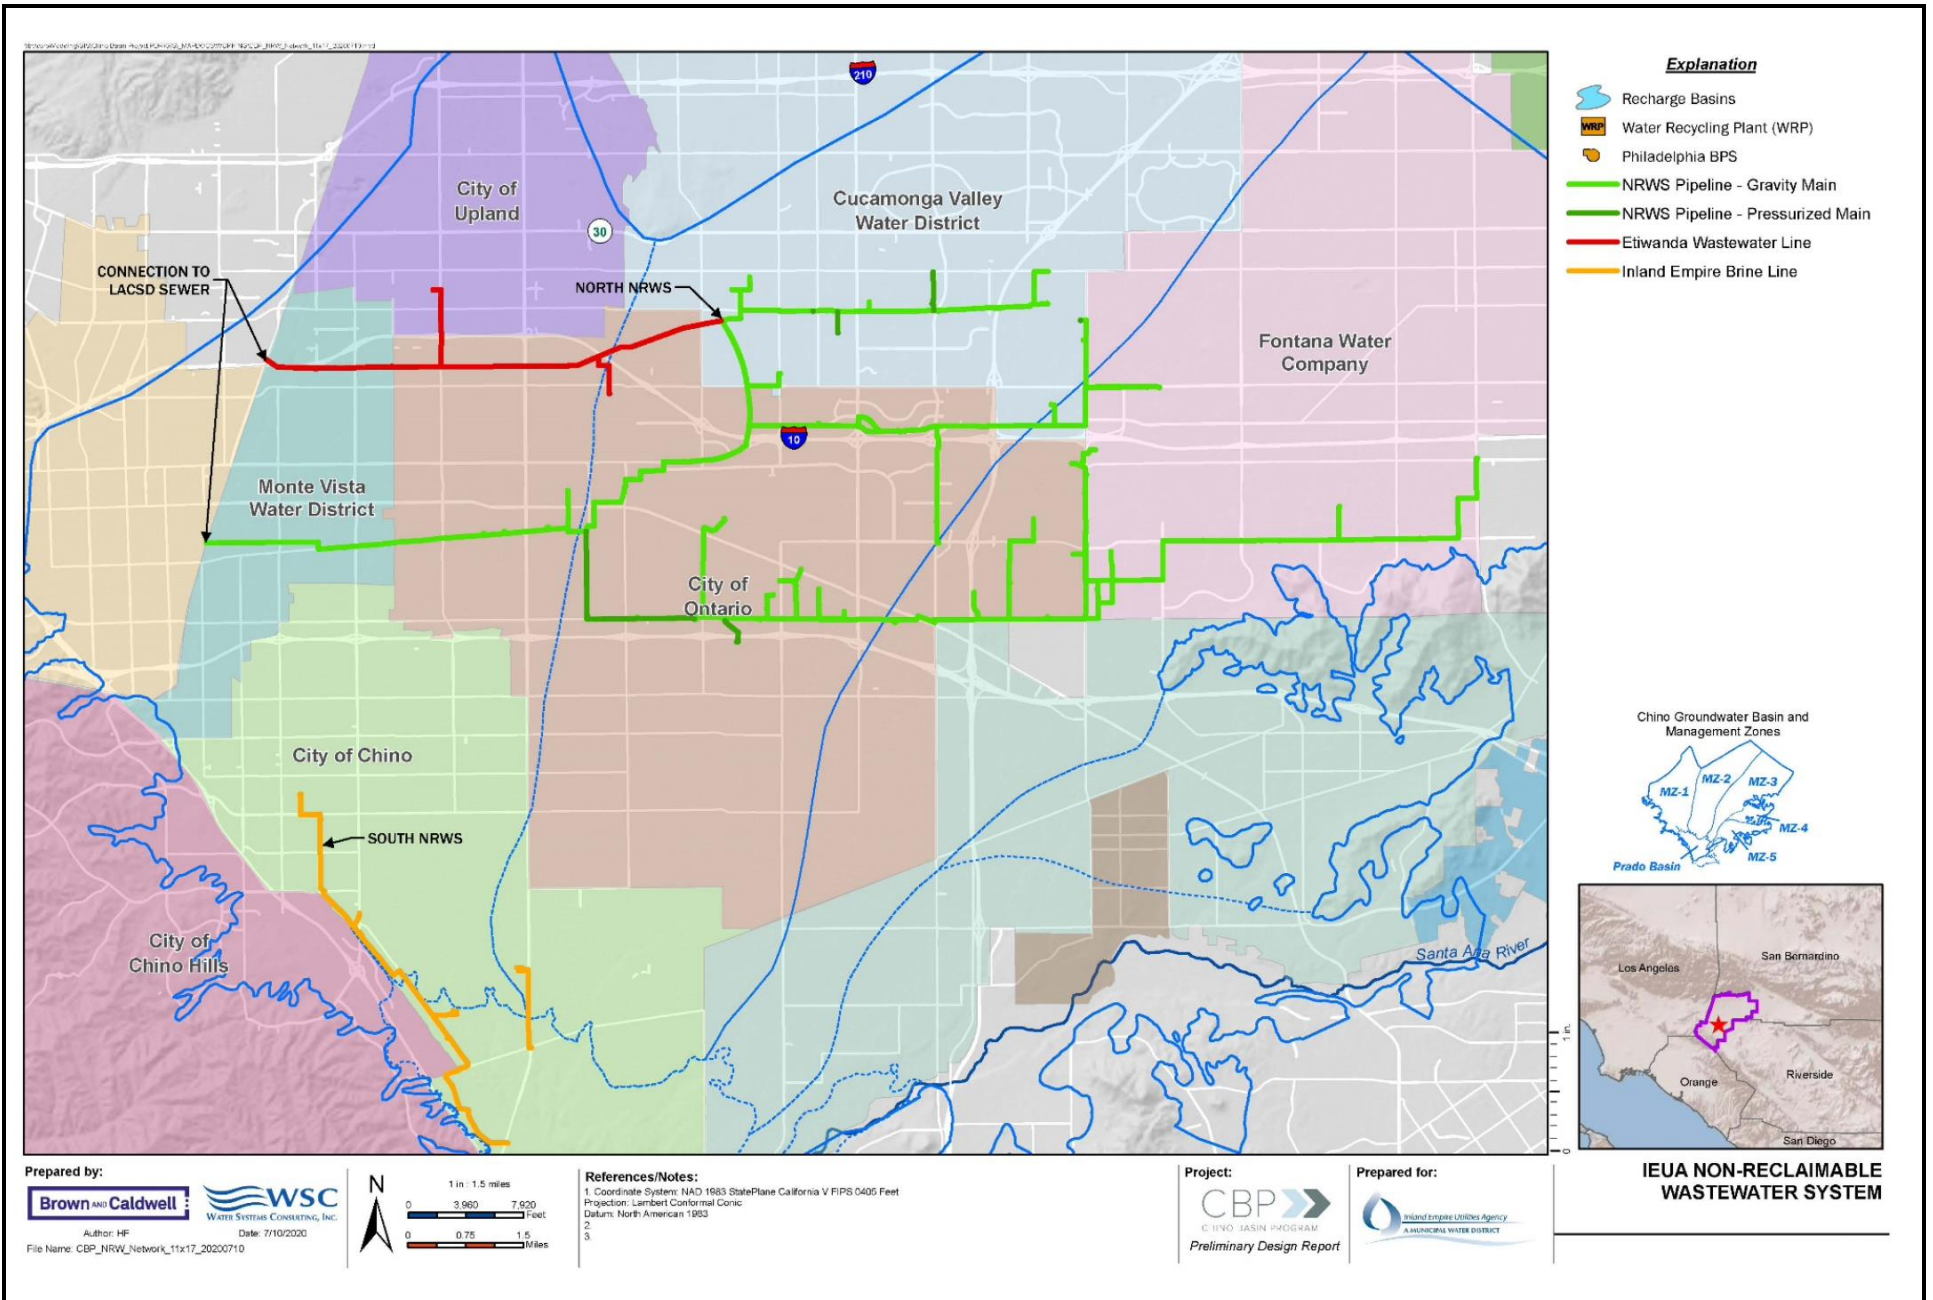 210
City of
Upland
Cucamonga Valley
Water District
30
CONNECTION TO
LACSD SEWER
NORTH NRWS
Fontana Water
Company
10
Monte Vista
Water District
City of
Ontario
City of Chino
SOUTH NRWS
City of
Chino Hills
Santa Ana River
Explanation
Recharge Basins
WRP
Water Recycling Plant (WRP)
Philadelphia BPS
NRWS Pipeline - Gravity Main
NRWS Pipeline - Pressurized Main
Etiwanda Wastewater Line
Inland Empire Brine Line
Chino Groundwater Basin and
Management Zones
MZ-1
MZ-2
MZ-3
MZ-4
MZ-5
Prado Basin
Los Angeles
San Bernardino
Orange
Riverside
San Diego
1 in.
0
Prepared by:
Brown AND Caldwell
WSC
WATER SYSTEMS CONSULTING, INC.
Author: HF
Date: 7/10/2020
File Name: CBP_NRW_Network_11x17_20200710
N
1 in : 1.5 miles
0 3,960 7,920
Feet
0 0.75 1.5
Miles
References/Notes:
1. Coordinate System: NAD 1983 StatePlane California V FIPS 0405 Feet
Projection: Lambert Conformal Conic
Datum: North American 1983
2.
3.
Project:
CBP
CHINO BASIN PROGRAM
Preliminary Design Report
Prepared for:
Inland Empire Utilities Agency
A MUNICIPAL WATER DISTRICT
IEUA NON-RECLAIMABLE
WASTEWATER SYSTEM